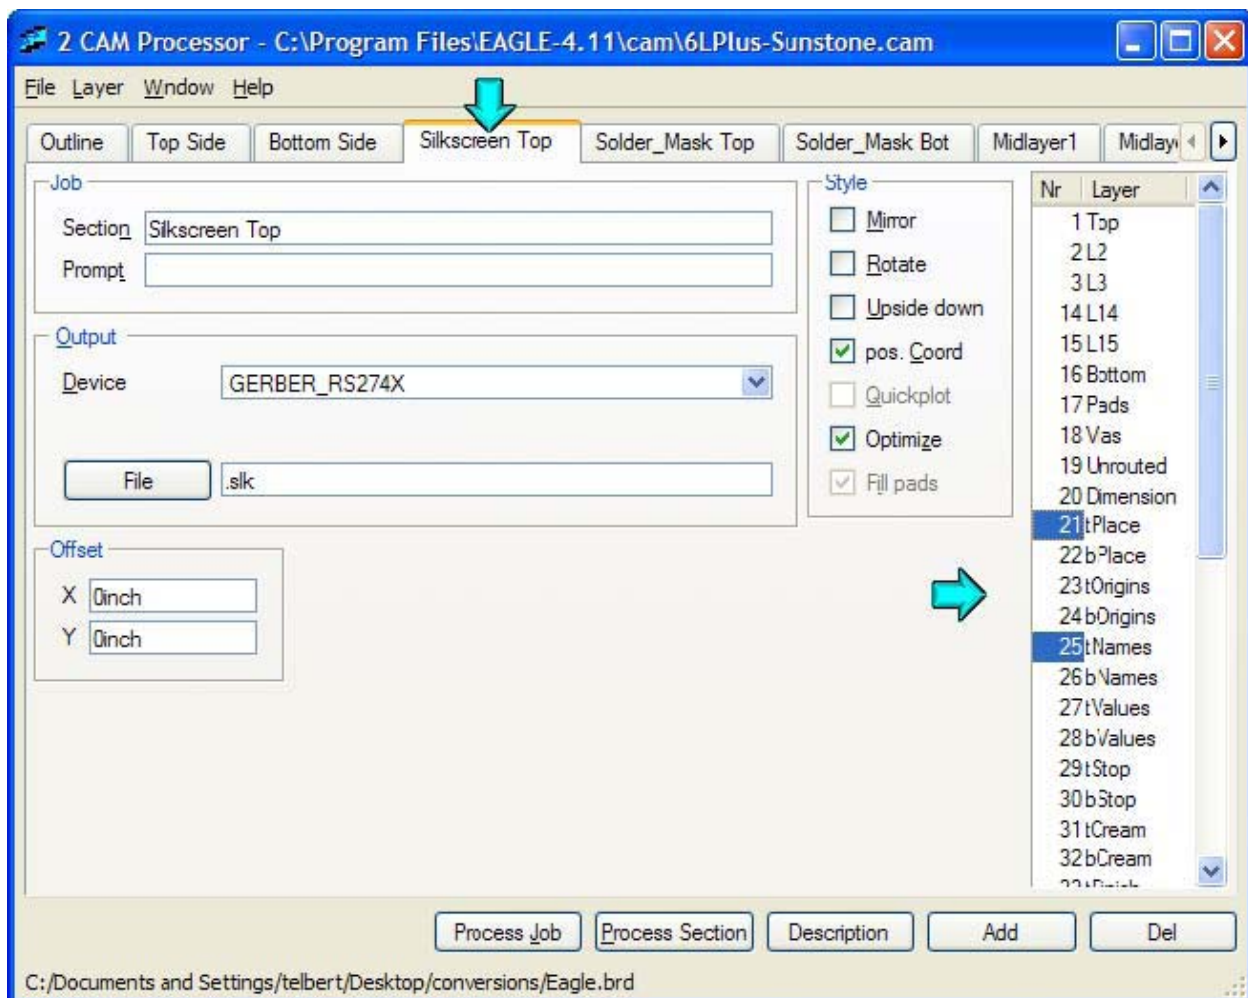 2 CAM Processor - C:\Program Files\EAGLE-4.11\cam\6LPlus-Sunstone.cam
File Layer Wndow Help
Outline Top Side Bottom Side Silkscreen Top Solder_Mask Top Solder_Mask Bot Midlayer1 Midlay
Job
Section Silkscreen Top
Prompt
Output
Device GERBER_RS274X
File .slk
Offset
X 0inch
Y 0inch
Style
Mirror
Rotate
Upside down
pos. Coord
Quickplot
Optimize
Fill pads
Nr Layer
1 Top
2 L2
3 L3
14 L14
15 L15
16 Bottom
17 Pads
18 Vias
19 Unrouted
20 Dimension
21 tPlace
22 bPlace
23 tOrigins
24 bOrigins
25 tNames
26 bNames
27 tValues
28 bValues
29 tStop
30 bStop
31 tCream
32 bCream
Process Job Process Section Description Add Del
C:/Documents and Settings/telbert/Desktop/conversions/Eagle.brd